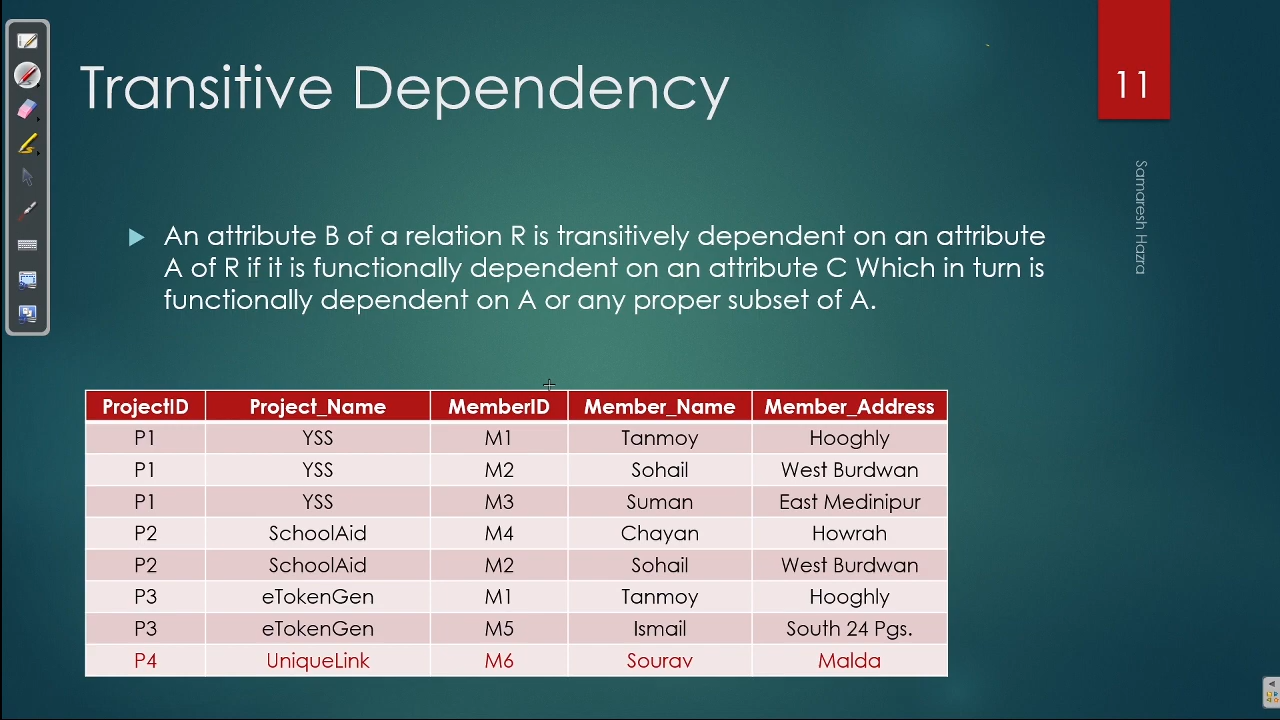 Transitive Dependency
11
Samaresh Hazra
An attribute B of a relation R is transitively dependent on an attribute
A of R if it is functionally dependent on an attribute C Which in turn is
functionally dependent on A or any proper subset of A.
ProjectID Project_Name MemberID Member_Name Member_Address
P1 YSS M1 Tanmoy Hooghly
P1 YSS M2 Sohail West Burdwan
P1 YSS M3 Suman East Medinipur
P2 SchoolAid M4 Chayan Howrah
P2 SchoolAid M2 Sohail West Burdwan
P3 eTokenGen M1 Tanmoy Hooghly
P3 eTokenGen M5 Ismail South 24 Pgs.
P4 UniqueLink M6 Sourav Malda